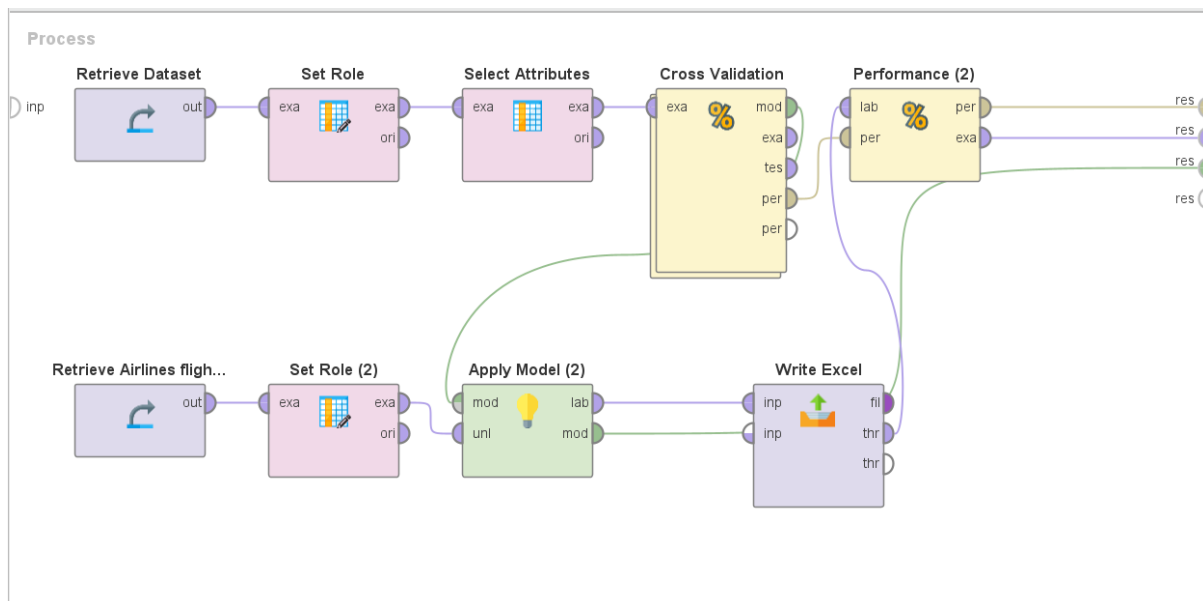 Process
Retrieve Dataset
Set Role
Select Attributes
Cross Validation
Performance (2)
inp
out
exa
exa
ori
exa
exa
ori
exa
mod
exa
tes
per
per
lab
per
per
exa
res
res
res
res
Retrieve Airlines fligh...
Set Role (2)
Apply Model (2)
Write Excel
out
exa
exa
ori
mod
unl
lab
mod
inp
inp
fil
thr
thr